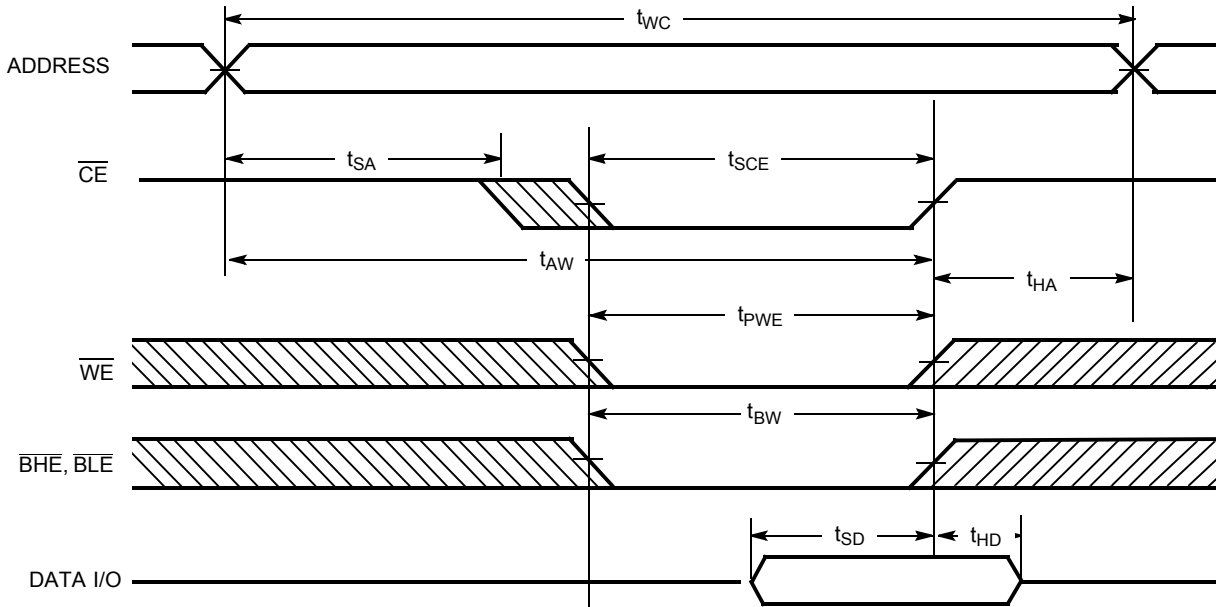 tWC
ADDRESS
tSA
tSCE
CE
tAW
tHA
tPWE
WE
tBW
BHE, BLE
tSD
tHD
DATA I/O